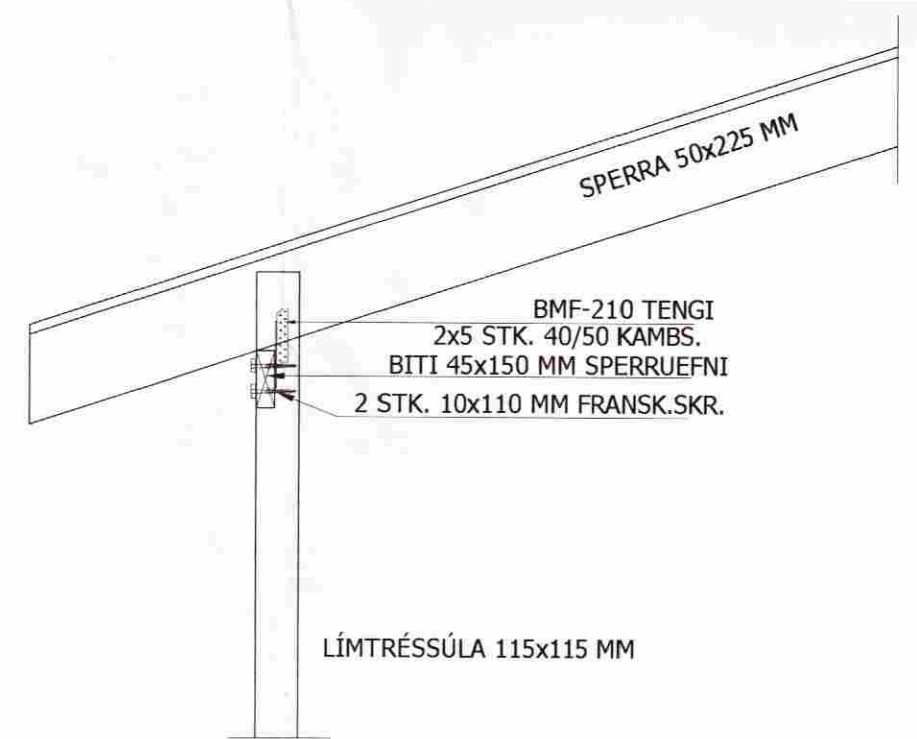 SPERRA 50x225 MM
BMF-210 TENGI
2x5 STK. 40/50 KAMBS.
BITI 45x150 MM SPERRUEFNI
2 STK. 10x110 MM FRANSK.SKR.
LÍMTRÉSSÚLA 115x115 MM